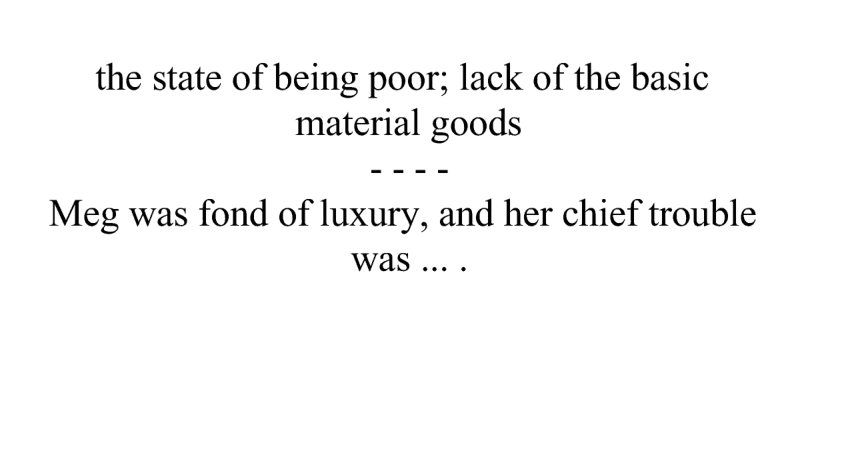 the state of being poor; lack of the basic
material goods
- - - -
Meg was fond of luxury, and her chief trouble
was ... .